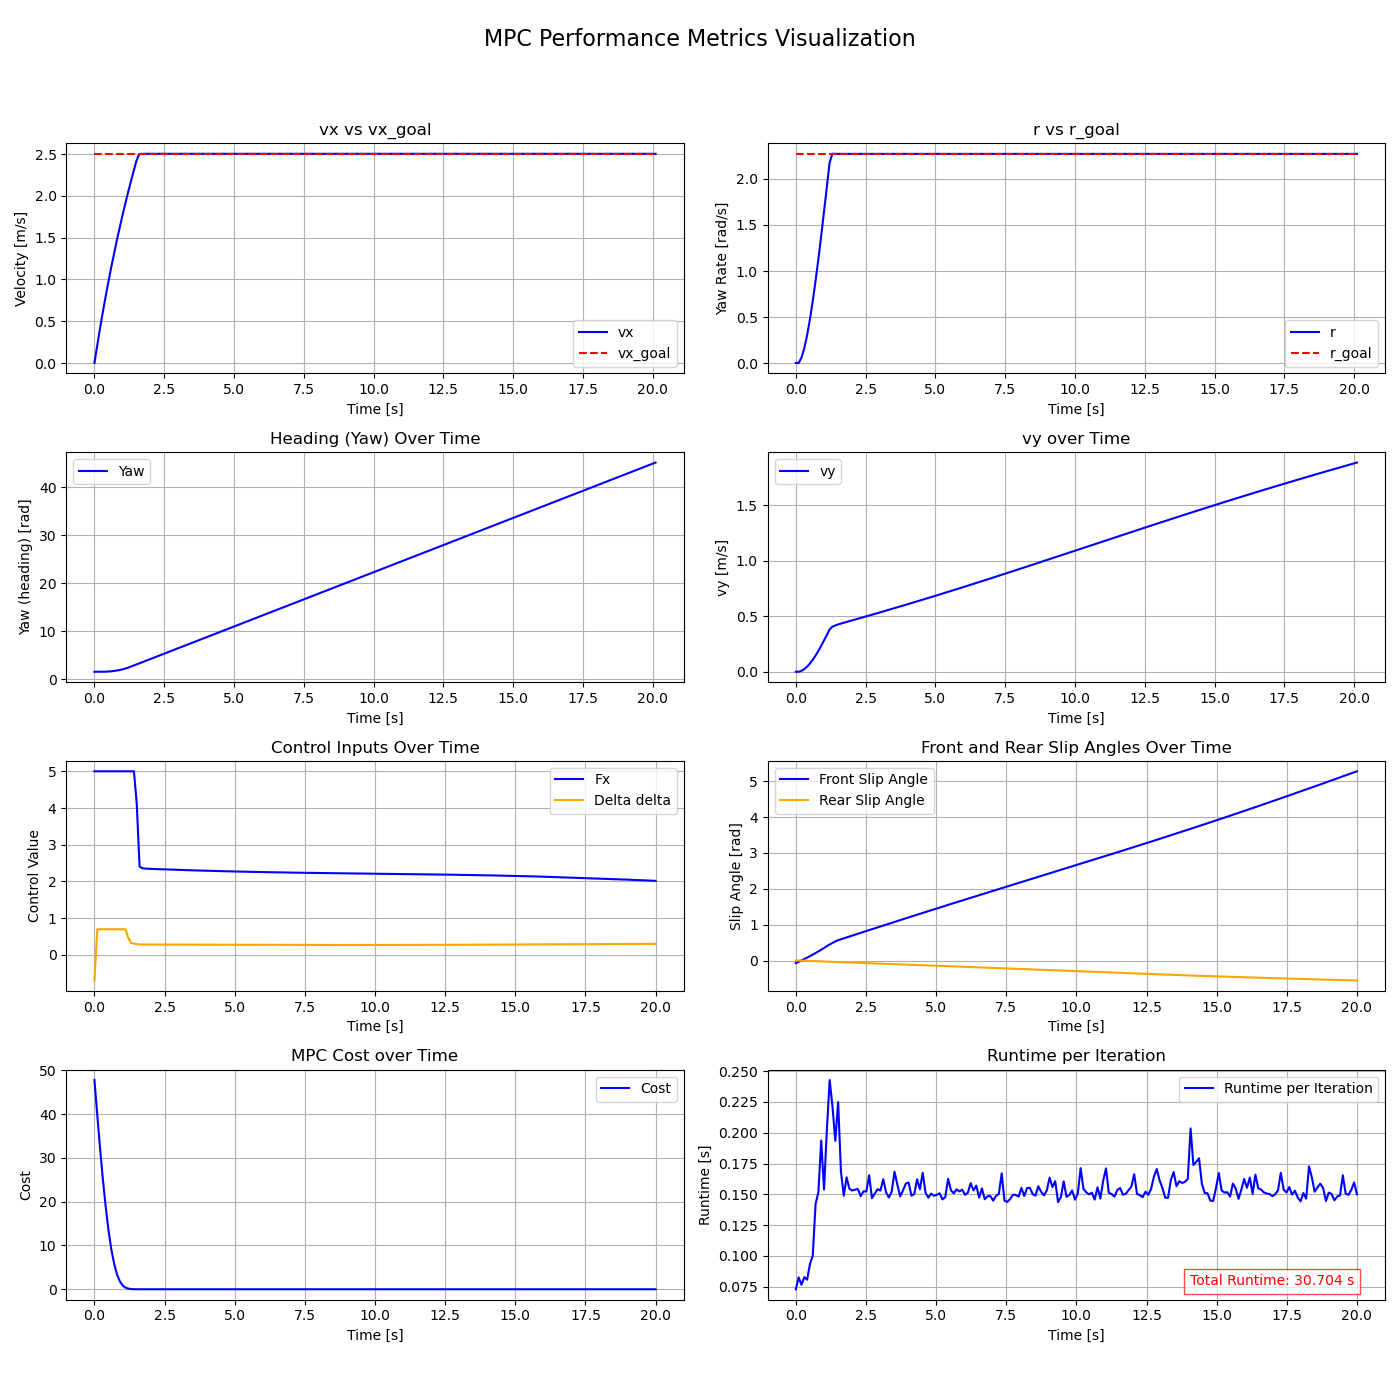 MPC Performance Metrics Visualization
vx vs vx_goal
Velocity [m/s]
2.5
2.0
1.5
1.0
0.5
0.0
vx
vx_goal
0.0 2.5 5.0 7.5 10.0 12.5 15.0 17.5 20.0
Time [s]
r vs r_goal
Yaw Rate [rad/s]
2.0
1.5
1.0
0.5
0.0
r
r_goal
0.0 2.5 5.0 7.5 10.0 12.5 15.0 17.5 20.0
Time [s]
Heading (Yaw) Over Time
Yaw (heading) [rad]
Yaw
40
30
20
10
0
0.0 2.5 5.0 7.5 10.0 12.5 15.0 17.5 20.0
Time [s]
vy over Time
vy [m/s]
vy
1.5
1.0
0.5
0.0
0.0 2.5 5.0 7.5 10.0 12.5 15.0 17.5 20.0
Time [s]
Control Inputs Over Time
Control Value
Fx
Delta delta
5
4
3
2
1
0
0.0 2.5 5.0 7.5 10.0 12.5 15.0 17.5 20.0
Time [s]
Front and Rear Slip Angles Over Time
Slip Angle [rad]
Front Slip Angle
Rear Slip Angle
5
4
3
2
1
0
0.0 2.5 5.0 7.5 10.0 12.5 15.0 17.5 20.0
Time [s]
MPC Cost over Time
Cost
Cost
50
40
30
20
10
0
0.0 2.5 5.0 7.5 10.0 12.5 15.0 17.5 20.0
Time [s]
Runtime per Iteration
Runtime [s]
Runtime per Iteration
0.250
0.225
0.200
0.175
0.150
0.125
0.100
0.075
Total Runtime: 30.704 s
0.0 2.5 5.0 7.5 10.0 12.5 15.0 17.5 20.0
Time [s]